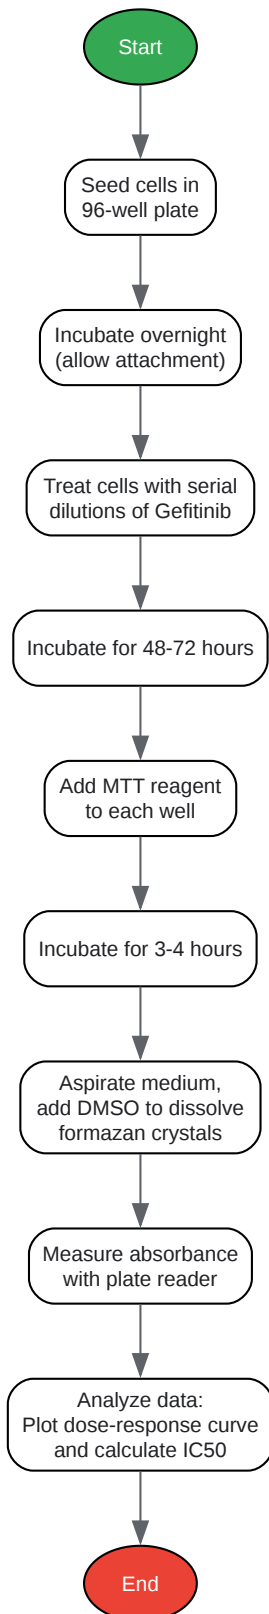 Start
Seed cells in
96-well plate
Incubate overnight
(allow attachment)
Treat cells with serial
dilutions of Gefitinib
Incubate for 48-72 hours
Add MTT reagent
to each well
Incubate for 3-4 hours
Aspirate medium,
add DMSO to dissolve
formazan crystals
Measure absorbance
with plate reader
Analyze data:
Plot dose-response curve
and calculate IC50
End